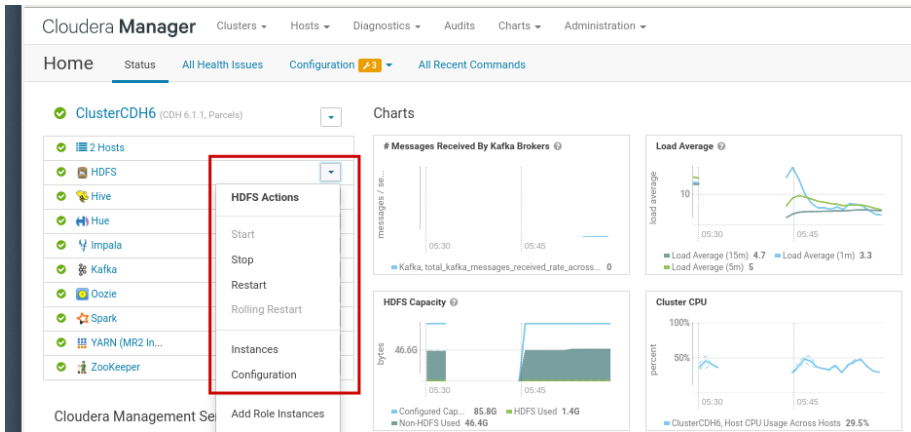 Cloudera Manager Clusters Hosts Diagnostics Audits Charts Administration
Home Status All Health Issues Configuration 3 All Recent Commands
ClusterCDH6 (CDH 6.1.1, Parcels)
2 Hosts
HDFS
Hive
Hue
Impala
Kafka
Oozie
Spark
YARN (MR2 In...
ZooKeeper
Cloudera Management Se
HDFS Actions
Start
Stop
Restart
Rolling Restart
Instances
Configuration
Add Role Instances
Charts
# Messages Received By Kafka Brokers
messages / se...
05:30 05:45
Kafka, total_kafka_messages_received_rate_across... 0
Load Average
load average
10
05:30 05:45
Load Average (15m) 4.7 Load Average (1m) 3.3
Load Average (5m) 5
HDFS Capacity
bytes
46.6G
05:30 05:45
Configured Cap... 85.8G HDFS Used 1.4G
Non-HDFS Used 46.4G
Cluster CPU
percent
100%
50%
05:30 05:45
ClusterCDH6, Host CPU Usage Across Hosts 29.5%